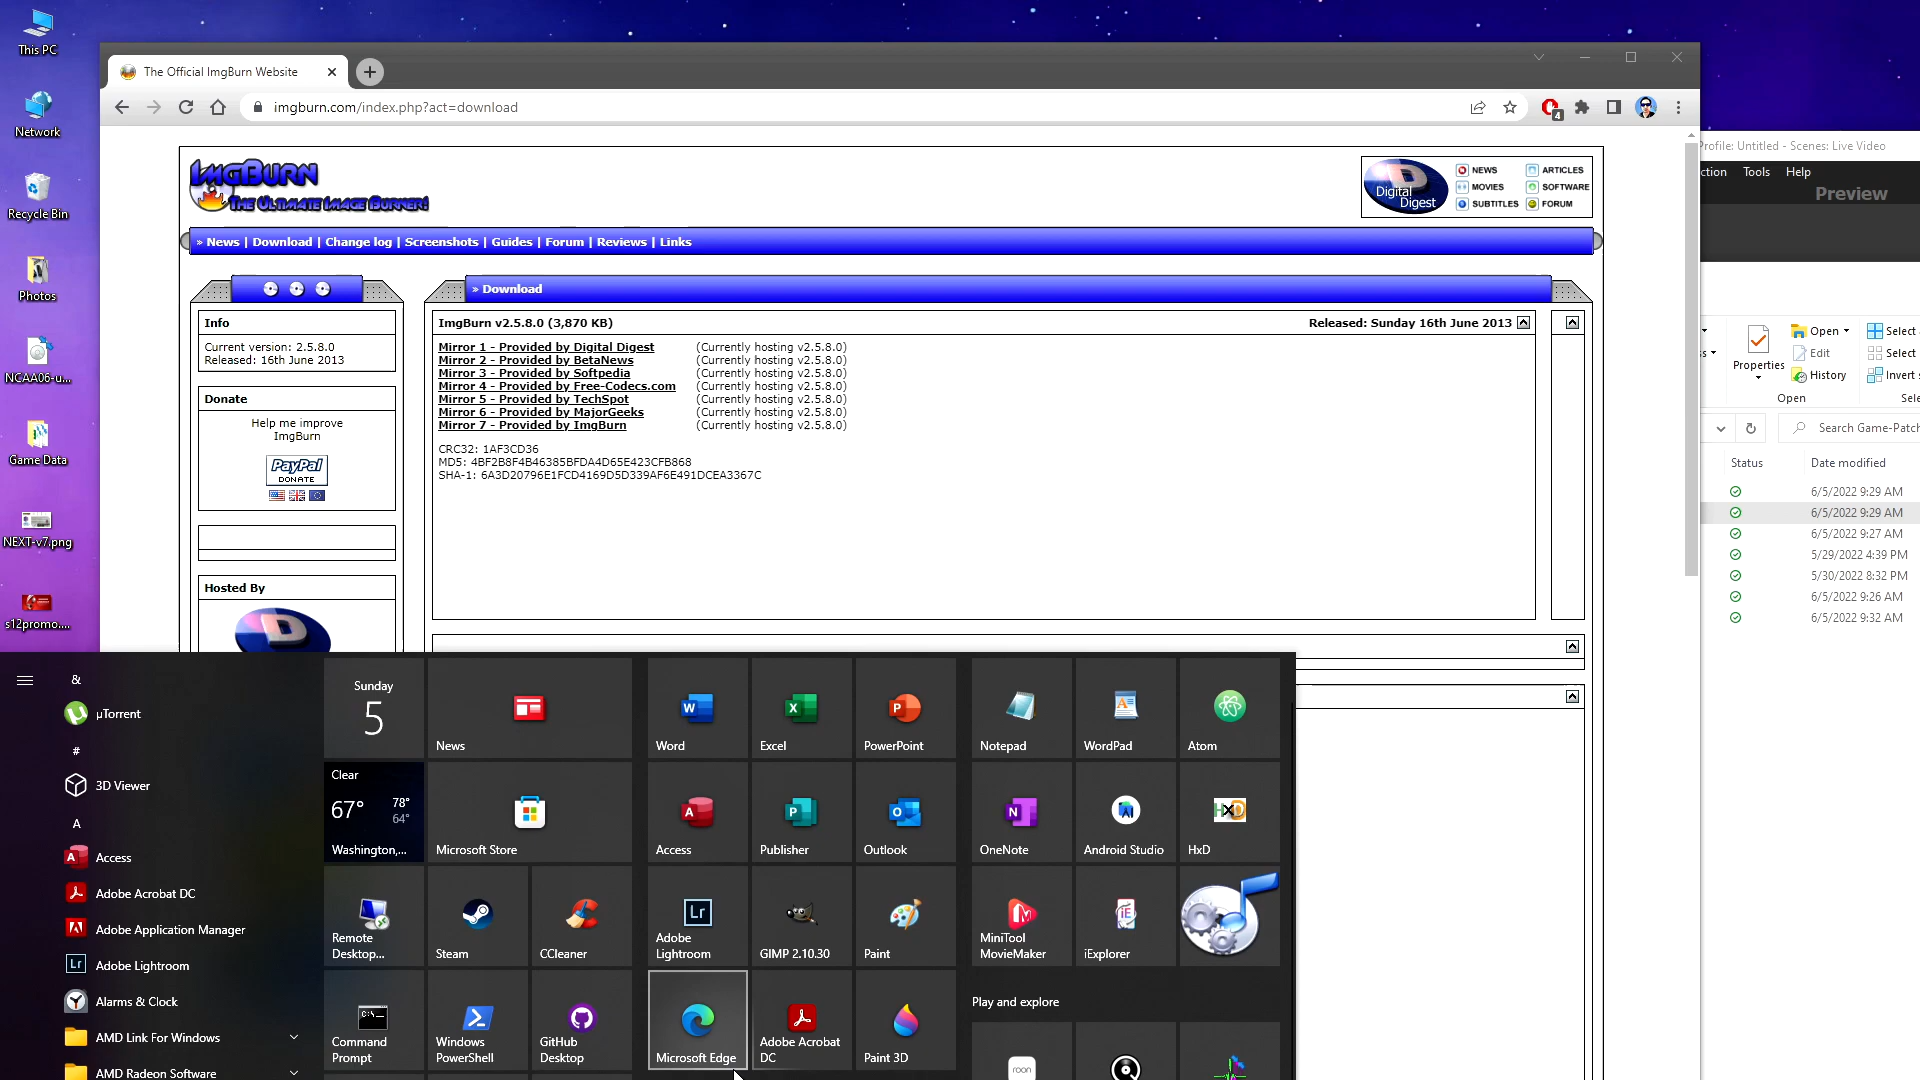 This PC
Network
Recycle Bin
Photos
NCAA06-u...
Game Data
NEXT-v7.png
s12promo....
The Official ImgBurn Website
imgburn.com/index.php?act=download
4
ImgBurn
The Ultimate Image Burner!
Digital Digest
NEWS
ARTICLES
MOVIES
SOFTWARE
SUBTITLES
FORUM
» News | Download | Change log | Screenshots | Guides | Forum | Reviews | Links
» Download
Info
Current version: 2.5.8.0
Released: 16th June 2013
Donate
Help me improve
ImgBurn
PayPal
DONATE
Hosted By
D
ImgBurn v2.5.8.0 (3,870 KB)
Released: Sunday 16th June 2013
Mirror 1 - Provided by Digital Digest (Currently hosting v2.5.8.0)
Mirror 2 - Provided by BetaNews (Currently hosting v2.5.8.0)
Mirror 3 - Provided by Softpedia (Currently hosting v2.5.8.0)
Mirror 4 - Provided by Free-Codecs.com (Currently hosting v2.5.8.0)
Mirror 5 - Provided by TechSpot (Currently hosting v2.5.8.0)
Mirror 6 - Provided by MajorGeeks (Currently hosting v2.5.8.0)
Mirror 7 - Provided by ImgBurn (Currently hosting v2.5.8.0)
CRC32: 1AF3CD36
MD5: 4BF2B8F4B46385BFDA4D65E423CFB868
SHA-1: 6A3D20796E1FCD4169D5D339AF6E491DCEA3367C
Profile: Untitled - Scenes: Live Video
ction Tools Help
Preview
Properties
Open
Edit
History
Open
Select
Select
Invert s
Sele
Search Game-Patch
Status
Date modified
6/5/2022 9:29 AM
6/5/2022 9:29 AM
6/5/2022 9:27 AM
5/29/2022 4:39 PM
5/30/2022 8:32 PM
6/5/2022 9:26 AM
6/5/2022 9:32 AM
&
µTorrent
#
3D Viewer
A
Access
Adobe Acrobat DC
Adobe Application Manager
Adobe Lightroom
Alarms & Clock
AMD Link For Windows
AMD Radeon Software
Sunday
5
News
Word
Excel
PowerPoint
Notepad
WordPad
Atom
Clear
67°
78°
64°
Washington,...
Microsoft Store
Access
Publisher
Outlook
OneNote
Android Studio
HxD
Remote
Desktop...
Steam
CCleaner
Adobe
Lightroom
GIMP 2.10.30
Paint
MiniTool
MovieMaker
iExplorer
Command
Prompt
Windows
PowerShell
GitHub
Desktop
Microsoft Edge
Adobe Acrobat
DC
Paint 3D
Play and explore
roon